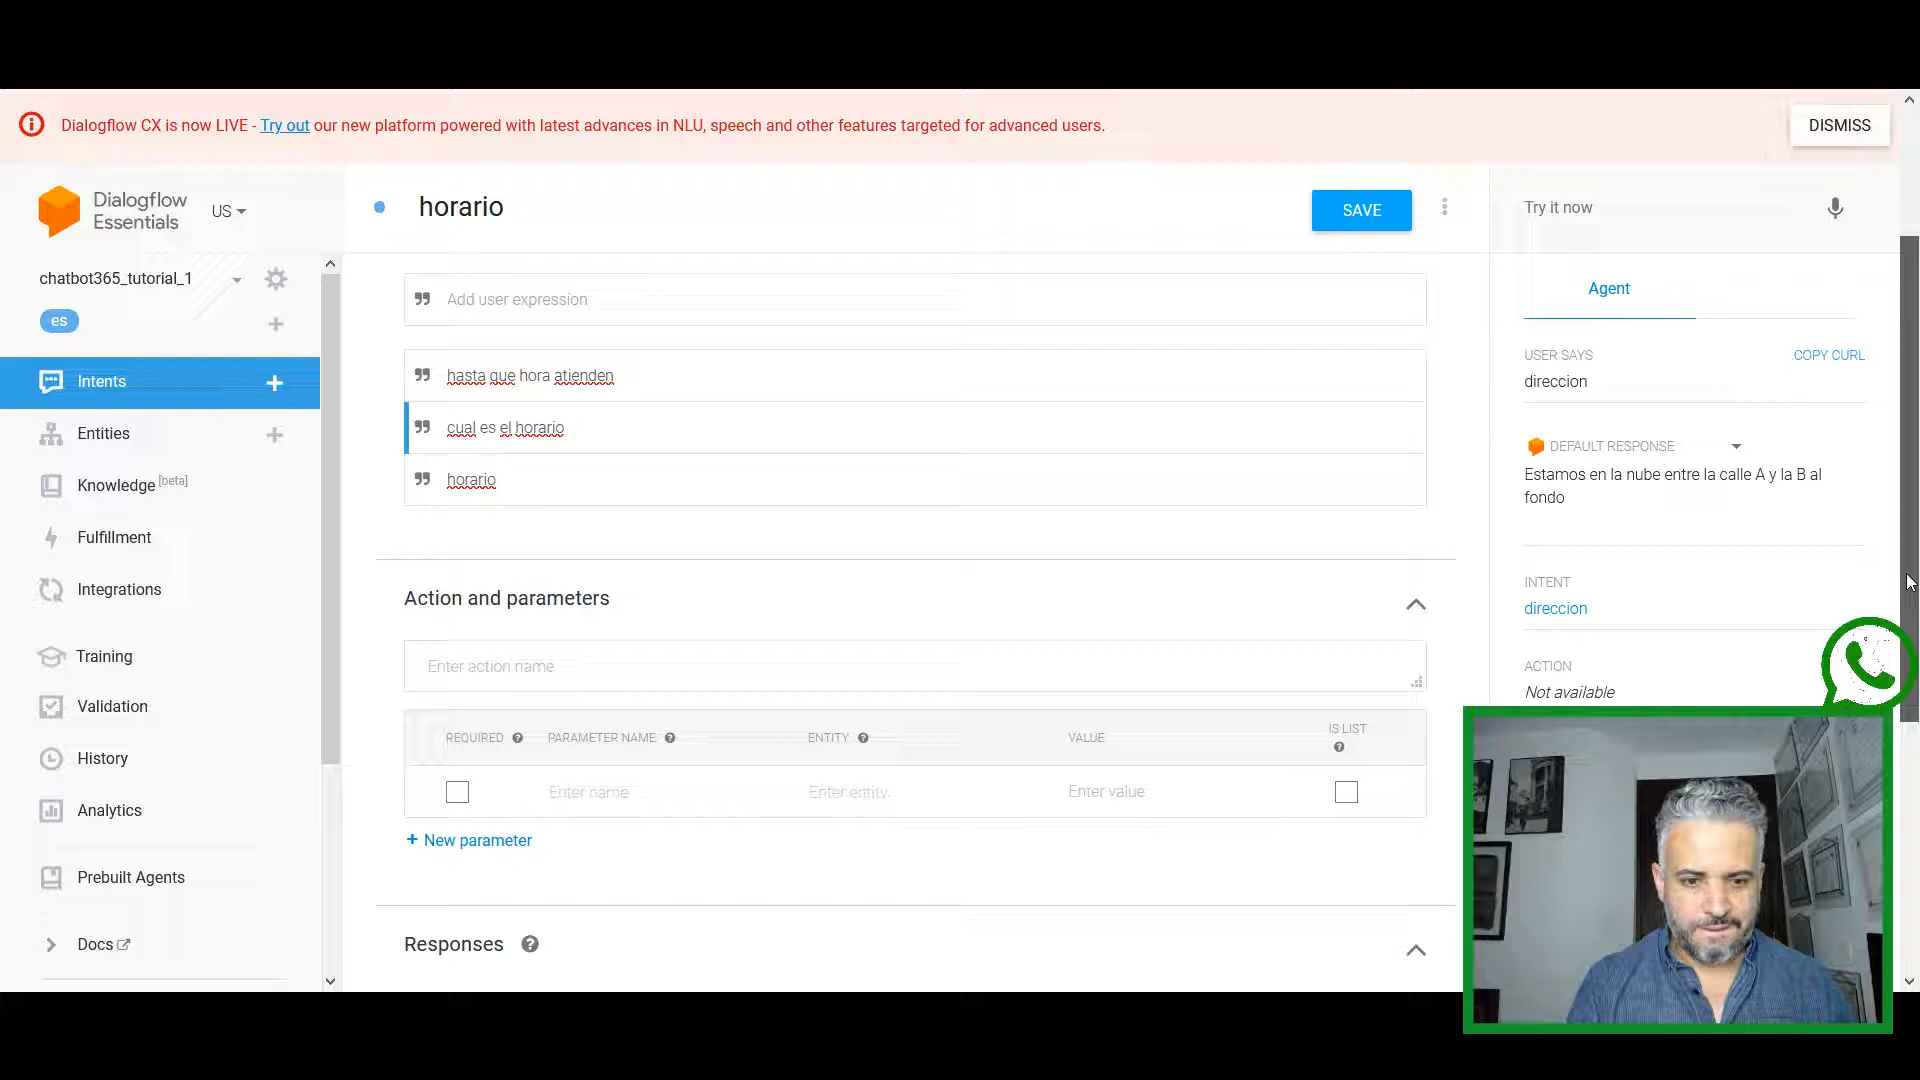 Dialogflow CX is now LIVE - Try out our new platform powered with latest advances in NLU, speech and other features targeted for advanced users.
DISMISS
Dialogflow
Essentials
US
chatbot365_tutorial_1
es
Intents
Entities
Knowledge [beta]
Fulfillment
Integrations
Training
Validation
History
Analytics
Prebuilt Agents
Docs
horario
SAVE
Add user expression
hasta que hora atienden
cual es el horario
horario
Action and parameters
Enter action name
REQUIRED PARAMETER NAME ENTITY VALUE IS LIST
Enter name Enter entity Enter value
+ New parameter
Responses
Try it now
Agent
USER SAYS COPY CURL
direccion
DEFAULT RESPONSE
Estamos en la nube entre la calle A y la B al
fondo
INTENT
direccion
ACTION
Not available